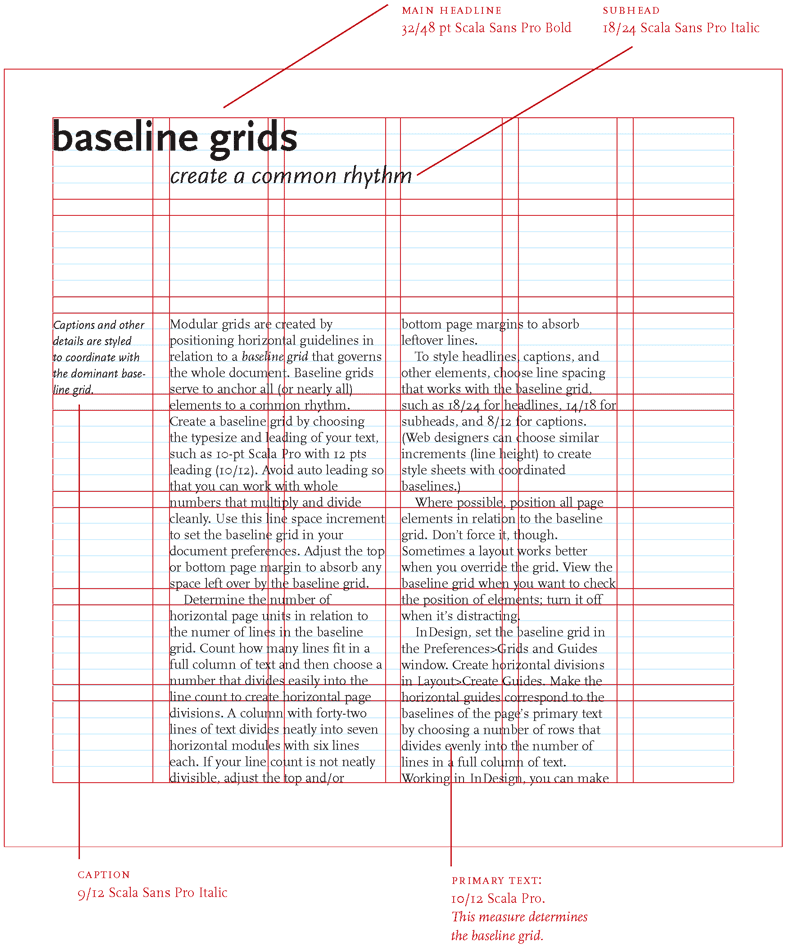 MAIN HEADLINE
32/48 pt Scala Sans Pro Bold
SUBHEAD
18/24 Scala Sans Pro Italic
baseline grids
create a common rhythm
Captions and other
details are styled
to coordinate with
the dominant base-
line grid.
Modular grids are created by
positioning horizontal guidelines in
relation to a baseline grid that governs
the whole document. Baseline grids
serve to anchor all (or nearly all)
elements to a common rhythm.
Create a baseline grid by choosing
the typesize and leading of your text,
such as 10-pt Scala Pro with 12 pts
leading (10/12). Avoid auto leading so
that you can work with whole
numbers that multiply and divide
cleanly. Use this line space increment
to set the baseline grid in your
document preferences. Adjust the top
or bottom page margin to absorb any
space left over by the baseline grid.
Determine the number of
horizontal page units in relation to
the numer of lines in the baseline
grid. Count how many lines fit in a
full column of text and then choose a
number that divides easily into the
line count to create horizontal page
divisions. A column with forty-two
lines of text divides neatly into seven
horizontal modules with six lines
each. If your line count is not neatly
divisible, adjust the top and/or
bottom page margins to absorb
leftover lines.
To style headlines, captions, and
other elements, choose line spacing
that works with the baseline grid,
such as 18/24 for headlines, 14/18 for
subheads, and 8/12 for captions.
(Web designers can choose similar
increments (line height) to create
style sheets with coordinated
baselines.)
Where possible, position all page
elements in relation to the baseline
grid. Don't force it, though.
Sometimes a layout works better
when you override the grid. View the
baseline grid when you want to check
the position of elements; turn it off
when it's distracting.
InDesign, set the baseline grid in
the Preferences>Grids and Guides
window. Create horizontal divisions
in Layout>Create Guides. Make the
horizontal guides correspond to the
baselines of the page's primary text
by choosing a number of rows that
divides evenly into the number of
lines in a full column of text.
Working in InDesign, you can make
CAPTION
9/12 Scala Sans Pro Italic
PRIMARY TEXT:
10/12 Scala Pro.
This measure determines
the baseline grid.